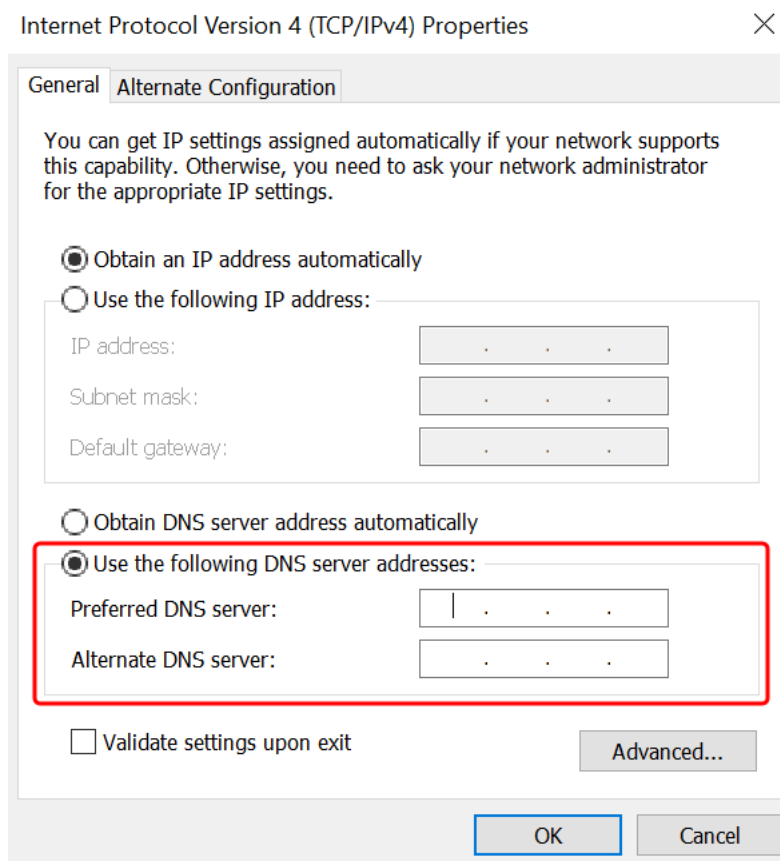 Internet Protocol Version 4 (TCP/IPv4) Properties
General
Alternate Configuration
You can get IP settings assigned automatically if your network supports
this capability. Otherwise, you need to ask your network administrator
for the appropriate IP settings.
Obtain an IP address automatically
Use the following IP address:
IP address:
Subnet mask:
Default gateway:
Obtain DNS server address automatically
Use the following DNS server addresses:
Preferred DNS server:
Alternate DNS server:
Validate settings upon exit
Advanced...
OK
Cancel